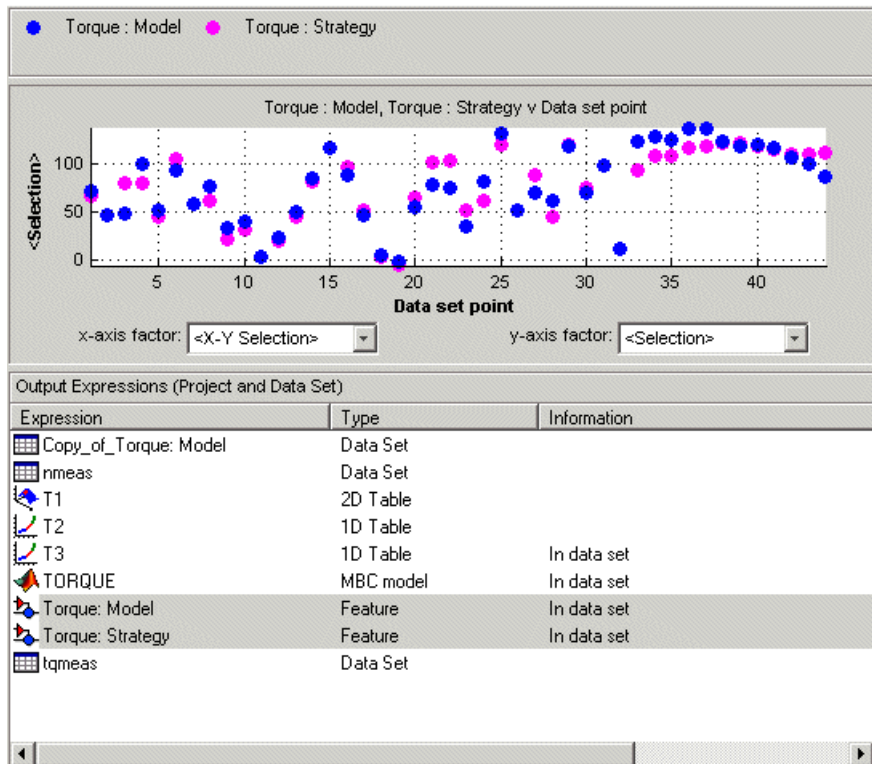 Torque : Model Torque : Strategy
Torque : Model, Torque : Strategy v Data set point
<Selection>
100
50
0
5 10 15 20 25 30 35 40
Data set point
x-axis factor: <X-Y Selection> y-axis factor: <Selection>
Output Expressions (Project and Data Set)
Expression Type Information
Copy_of_Torque: Model Data Set
nmeas Data Set
T1 2D Table
T2 1D Table
T3 1D Table In data set
TORQUE MBC model In data set
Torque: Model Feature In data set
Torque: Strategy Feature In data set
tqmeas Data Set